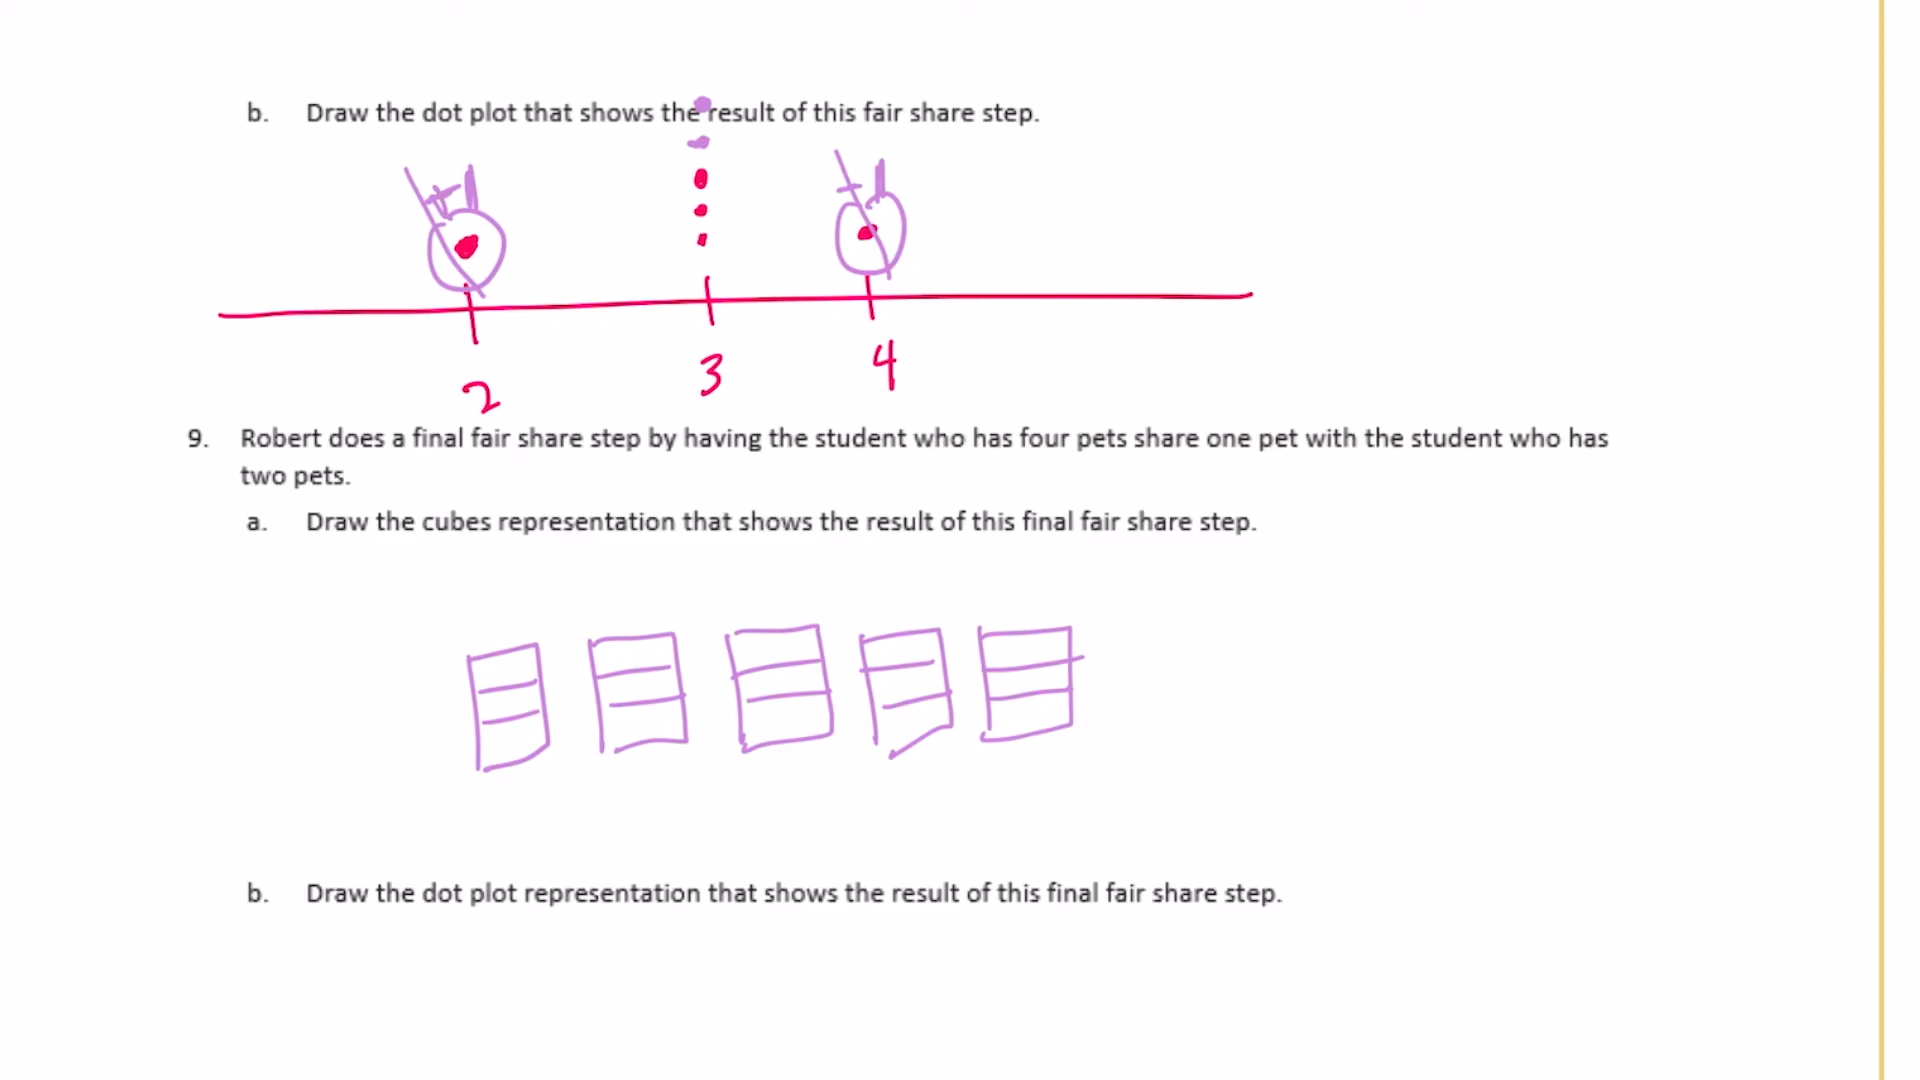 b. Draw the dot plot that shows the result of this fair share step.
2 3 4
9. Robert does a final fair share step by having the student who has four pets share one pet with the student who has
two pets.
a. Draw the cubes representation that shows the result of this final fair share step.
b. Draw the dot plot representation that shows the result of this final fair share step.